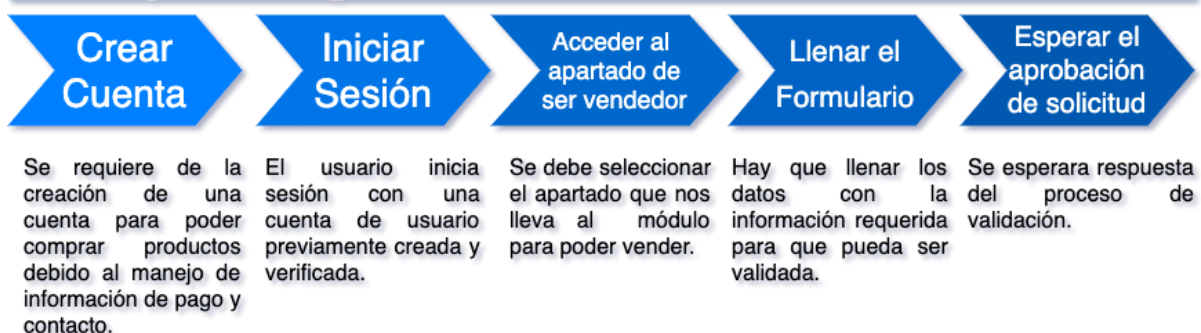 Crear
Cuenta
Iniciar
Sesión
Acceder al
apartado de
ser vendedor
Llenar el
Formulario
Esperar el
aprobación
de solicitud
Se requiere de la
creación de una
cuenta para poder
comprar productos
debido al manejo de
información de pago y
contacto.
El usuario inicia
sesión con una
cuenta de usuario
previamente creada y
verificada.
Se debe seleccionar
el apartado que nos
lleva al módulo
para poder vender.
Hay que llenar los
datos con la
información requerida
para que pueda ser
validada.
Se esperara respuesta
del proceso de
validación.